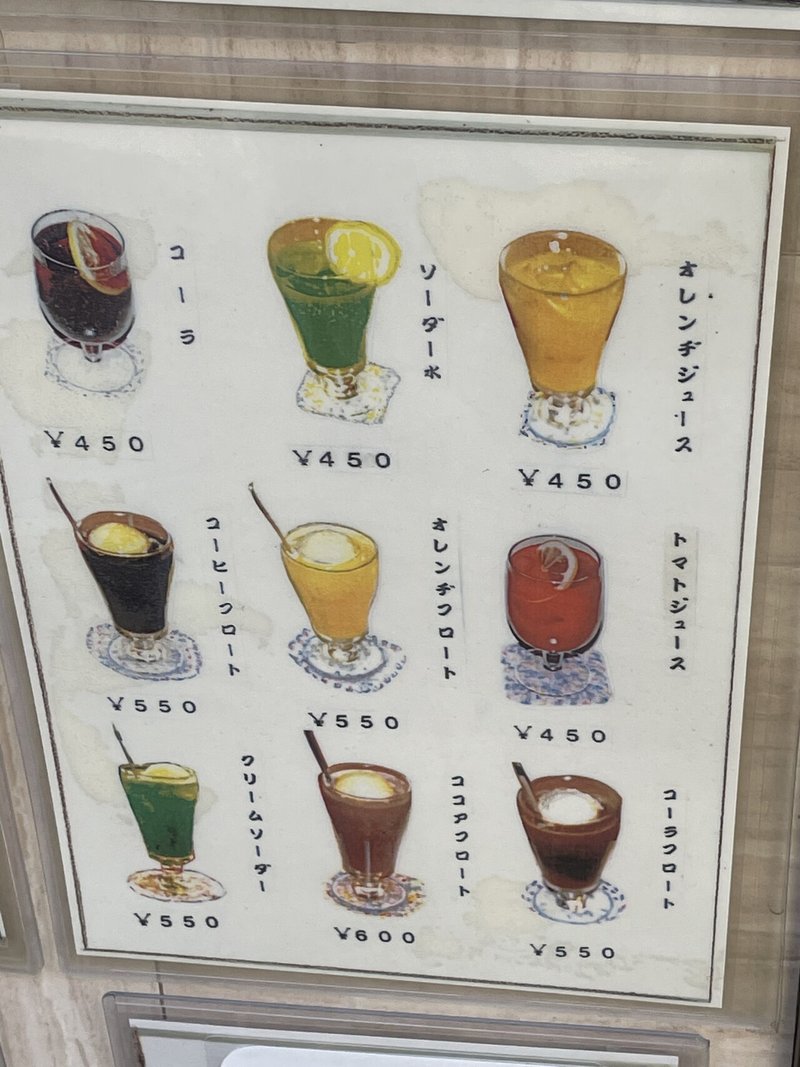 オレンヂジュース
￥450
ソーダー水
￥450
コーラ
￥450
トマトジュース
￥450
オレンヂフロート
￥550
コーヒーフロート
￥550
コーラフロート
￥550
ココアフロート
￥600
クリームソーダー
￥550